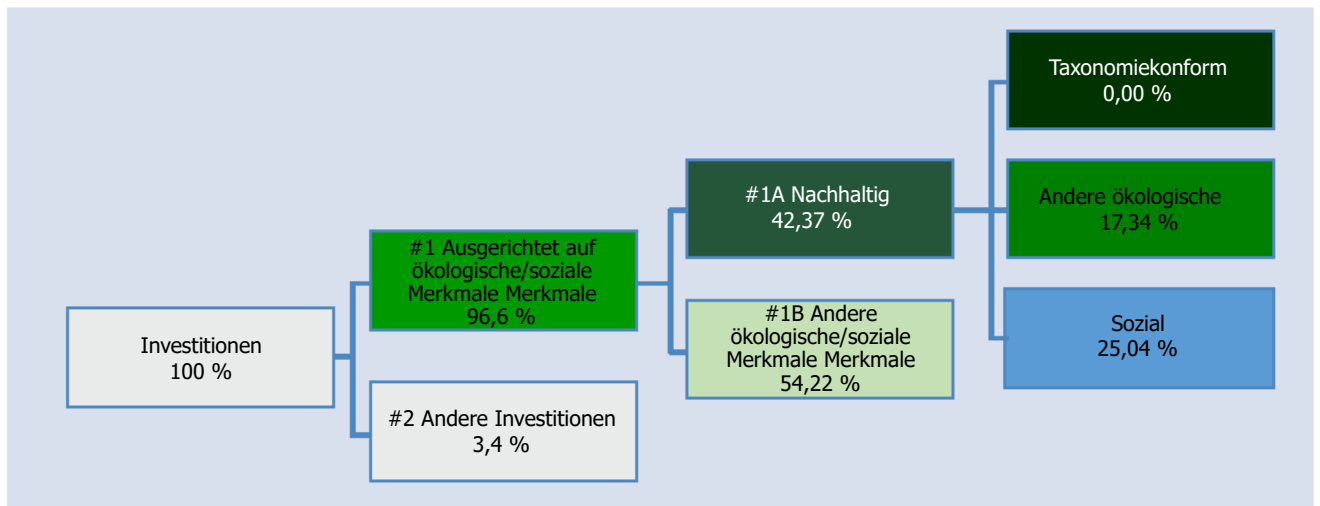 Investitionen
100 %
#1 Ausgerichtet auf
ökologische/soziale
Merkmale Merkmale
96,6 %
#2 Andere Investitionen
3,4 %
#1A Nachhaltig
42,37 %
#1B Andere
ökologische/soziale
Merkmale Merkmale
54,22 %
Taxonomiekonform
0,00 %
Andere ökologische
17,34 %
Sozial
25,04 %